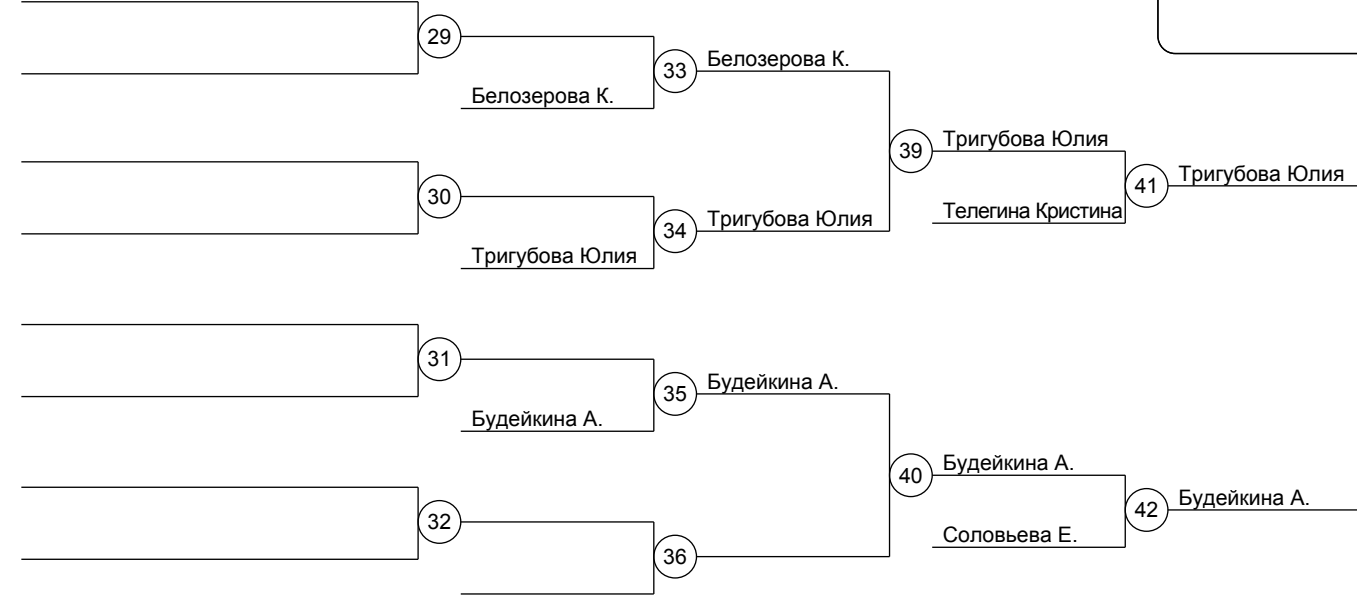 29
Белозерова К.
33
Белозерова К.
Тригубова Юлия
39
Тригубова Юлия
41
30
Телегина Кристина
Тригубова Юлия
34
Тригубова Юлия
31
Будейкина А.
35
Будейкина А.
Будейкина А.
40
Будейкина А.
42
32
Соловьева Е.
36